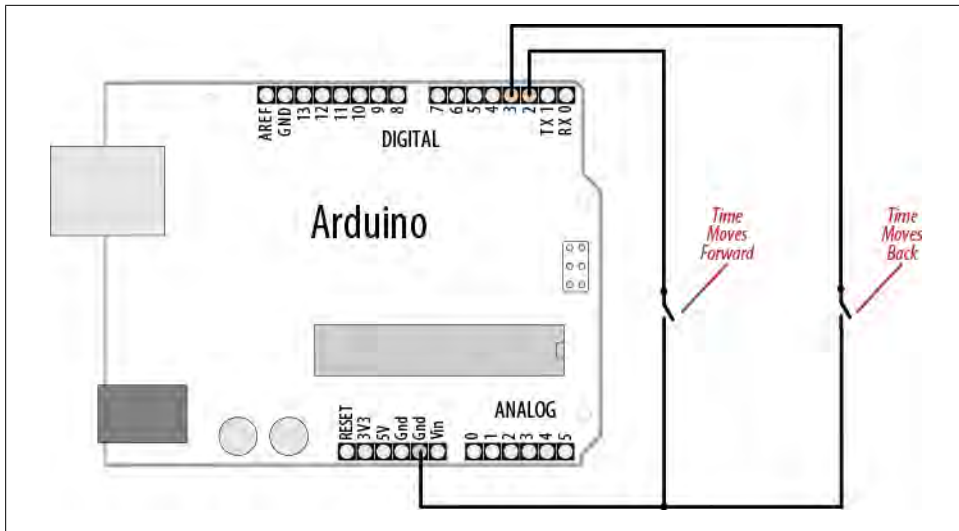 AREF
GND
13
12
11
10
9
8
7
6
5
4
3
2
TX 1
RX 0
DIGITAL
Arduino
Time
Moves
Forward
Time
Moves
Back
ANALOG
RESET
3V3
5V
Gnd
Gnd
Vin
0
1
2
3
4
5